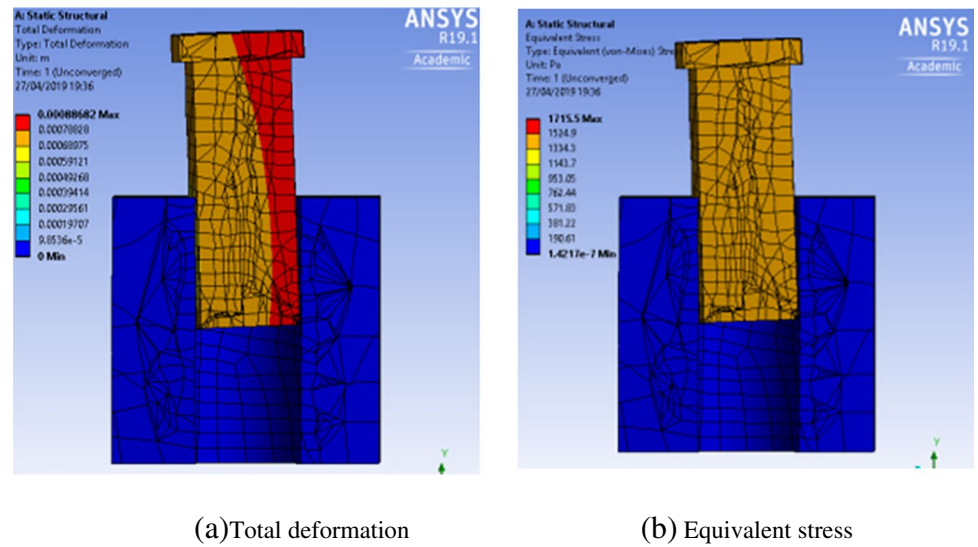 A: Static Structural
Total Deformation
Type: Total Deformation
Unit: m
Time: 1 (Unconverged)
27/04/2019 19:36
ANSYS
R19.1
Academic
0.00088682 Max
0.00078828
0.00068975
0.00059121
0.00049268
0.00039414
0.00029561
0.00019707
9.8536e-5
0 Min
Y
A: Static Structural
Equivalent Stress
Type: Equivalent (von-Mises) Stres
Unit: Pa
Time: 1 (Unconverged)
27/04/2019 19:36
ANSYS
R19.1
Academic
1715.5 Max
1524.9
1334.3
1143.7
953.05
762.44
571.83
381.22
190.61
1.4217e-7 Min
Y
(a)Total deformation
(b) Equivalent stress